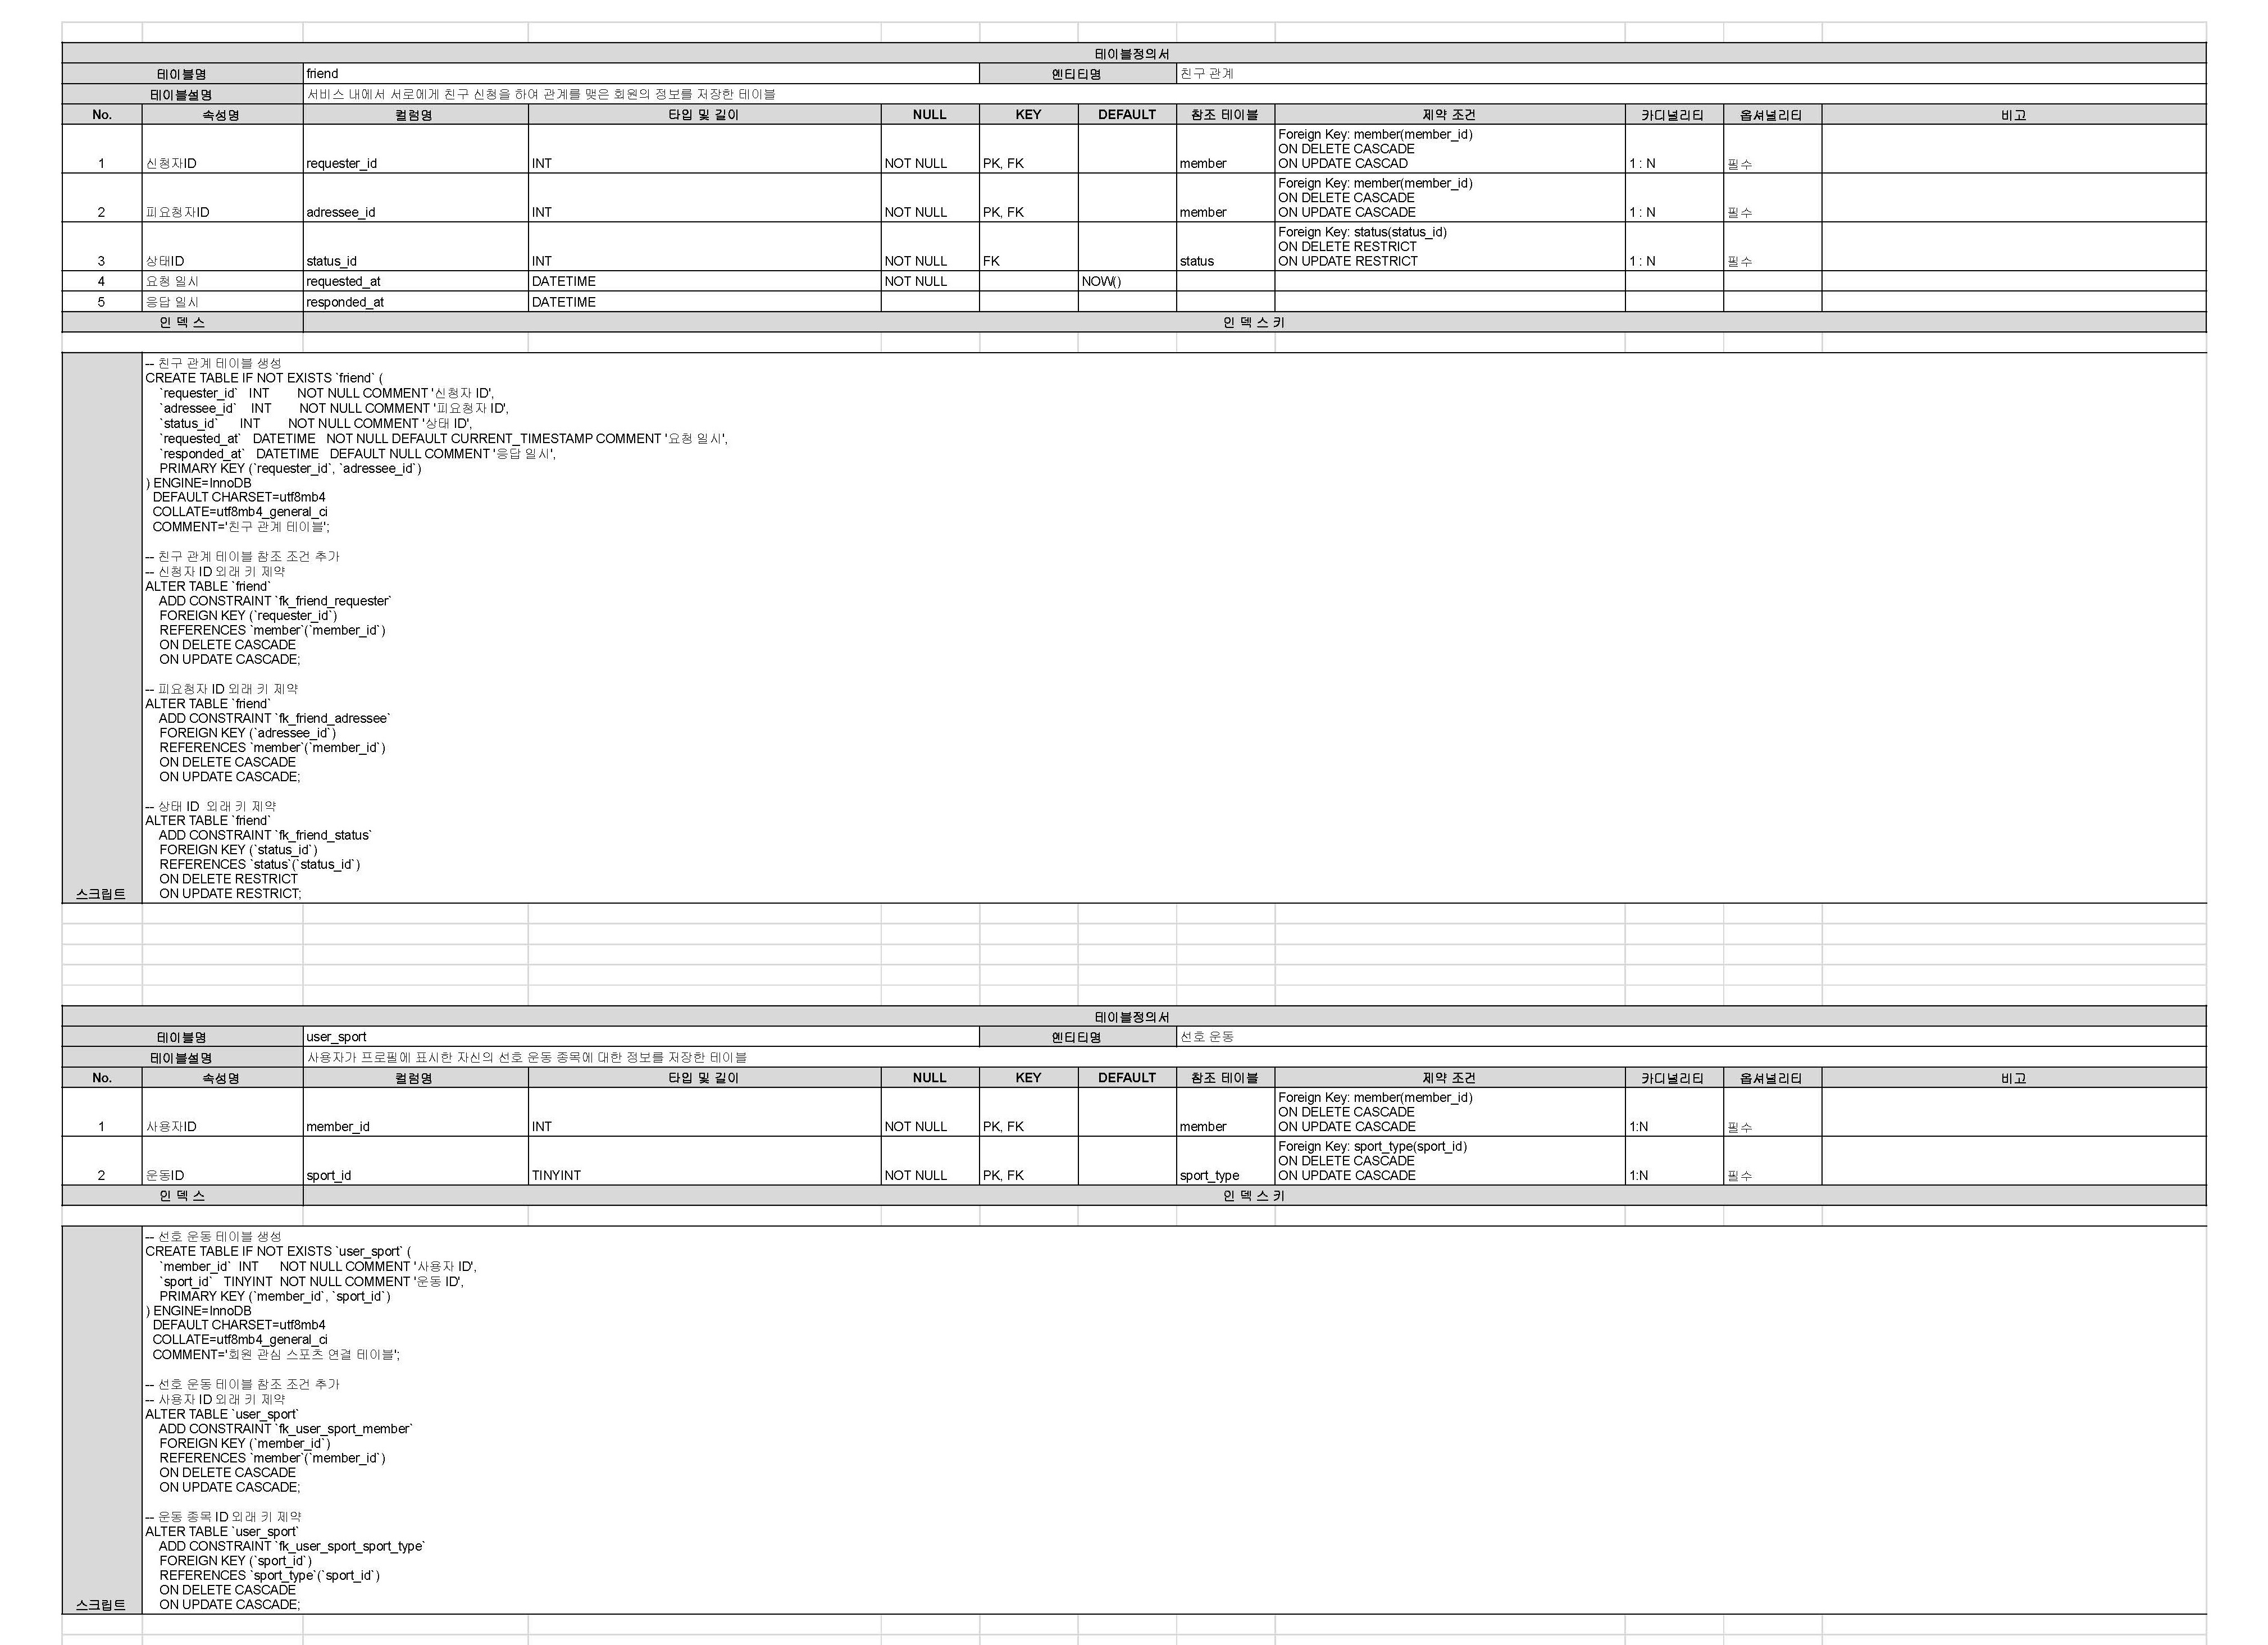 테이블정의서
테이블명 friend 엔티티명 친구 관계
테이블설명 서비스 내에서 서로에게 친구 신청을 하여 관계를 맺은 회원의 정보를 저장한 테이블
No. 속성명 컬럼명 타입 및 길이 NULL KEY DEFAULT 참조 테이블 제약 조건 카디널리티 옵셔널리티 비고
Foreign Key: member(member_id)
ON DELETE CASCADE
1 신청자ID requester_id INT NOT NULL PK, FK member ON UPDATE CASCAD 1 : N 필수
Foreign Key: member(member_id)
ON DELETE CASCADE
2 피요청자ID adressee_id INT NOT NULL PK, FK member ON UPDATE CASCADE 1 : N 필수
Foreign Key: status(status_id)
ON DELETE RESTRICT
3 상태ID status_id INT NOT NULL FK status ON UPDATE RESTRICT 1 : N 필수
4 요청 일시 requested_at DATETIME NOT NULL NOW()
5 응답 일시 responded_at DATETIME
인 덱 스 인 덱 스 키
-- 친구 관계 테이블 생성
CREATE TABLE IF NOT EXISTS `friend` (
`requester_id` INT NOT NULL COMMENT '신청자 ID',
`adressee_id` INT NOT NULL COMMENT '피요청자 ID',
`status_id` INT NOT NULL COMMENT '상태 ID',
`requested_at` DATETIME NOT NULL DEFAULT CURRENT_TIMESTAMP COMMENT '요청 일시',
`responded_at` DATETIME DEFAULT NULL COMMENT '응답 일시',
PRIMARY KEY (`requester_id`, `adressee_id`)
) ENGINE=InnoDB
DEFAULT CHARSET=utf8mb4
COLLATE=utf8mb4_general_ci
COMMENT='친구 관계 테이블';
-- 친구 관계 테이블 참조 조건 추가
-- 신청자 ID 외래 키 제약
ALTER TABLE `friend`
ADD CONSTRAINT `fk_friend_requester`
FOREIGN KEY (`requester_id`)
REFERENCES `member`(`member_id`)
ON DELETE CASCADE
ON UPDATE CASCADE;
-- 피요청자 ID 외래 키 제약
ALTER TABLE `friend`
ADD CONSTRAINT `fk_friend_adressee`
FOREIGN KEY (`adressee_id`)
REFERENCES `member`(`member_id`)
ON DELETE CASCADE
ON UPDATE CASCADE;
-- 상태 ID 외래 키 제약
ALTER TABLE `friend`
ADD CONSTRAINT `fk_friend_status`
FOREIGN KEY (`status_id`)
REFERENCES `status`(`status_id`)
ON DELETE RESTRICT
스크립트 ON UPDATE RESTRICT;
테이블정의서
테이블명 user_sport 엔티티명 선호 운동
테이블설명 사용자가 프로필에 표시한 자신의 선호 운동 종목에 대한 정보를 저장한 테이블
No. 속성명 컬럼명 타입 및 길이 NULL KEY DEFAULT 참조 테이블 제약 조건 카디널리티 옵셔널리티 비고
Foreign Key: member(member_id)
ON DELETE CASCADE
1 사용자ID member_id INT NOT NULL PK, FK member ON UPDATE CASCADE 1:N 필수
Foreign Key: sport_type(sport_id)
ON DELETE CASCADE
2 운동ID sport_id TINYINT NOT NULL PK, FK sport_type ON UPDATE CASCADE 1:N 필수
인 덱 스 인 덱 스 키
-- 선호 운동 테이블 생성
CREATE TABLE IF NOT EXISTS `user_sport` (
`member_id` INT NOT NULL COMMENT '사용자 ID',
`sport_id` TINYINT NOT NULL COMMENT '운동 ID',
PRIMARY KEY (`member_id`, `sport_id`)
) ENGINE=InnoDB
DEFAULT CHARSET=utf8mb4
COLLATE=utf8mb4_general_ci
COMMENT='회원 관심 스포츠 연결 테이블';
-- 선호 운동 테이블 참조 조건 추가
-- 사용자 ID 외래 키 제약
ALTER TABLE `user_sport`
ADD CONSTRAINT `fk_user_sport_member`
FOREIGN KEY (`member_id`)
REFERENCES `member`(`member_id`)
ON DELETE CASCADE
ON UPDATE CASCADE;
-- 운동 종목 ID 외래 키 제약
ALTER TABLE `user_sport`
ADD CONSTRAINT `fk_user_sport_sport_type`
FOREIGN KEY (`sport_id`)
REFERENCES `sport_type`(`sport_id`)
ON DELETE CASCADE
스크립트 ON UPDATE CASCADE;